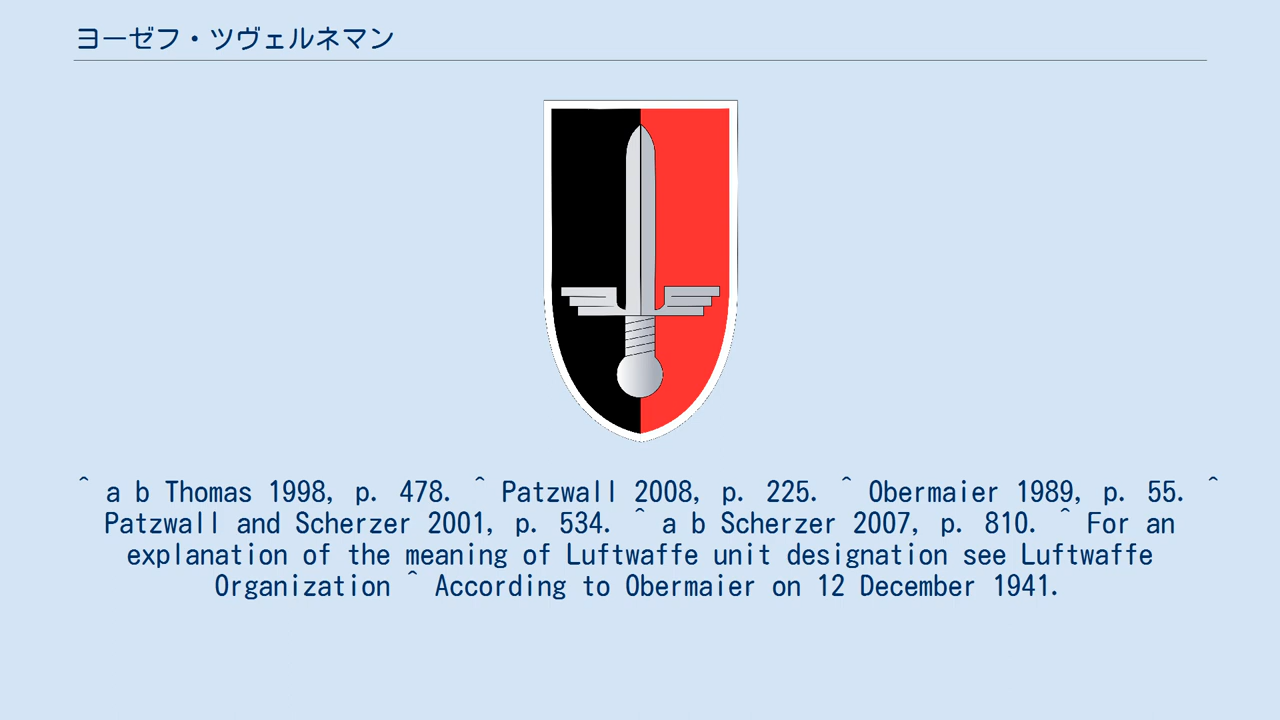 ヨーゼフ・ツヴェルネマン
^ a b Thomas 1998, p. 478. ^ Patzwall 2008, p. 225. ^ Obermaier 1989, p. 55. ^
Patzwall and Scherzer 2001, p. 534. ^ a b Scherzer 2007, p. 810. ^ For an
explanation of the meaning of Luftwaffe unit designation see Luftwaffe
Organization ^ According to Obermaier on 12 December 1941.